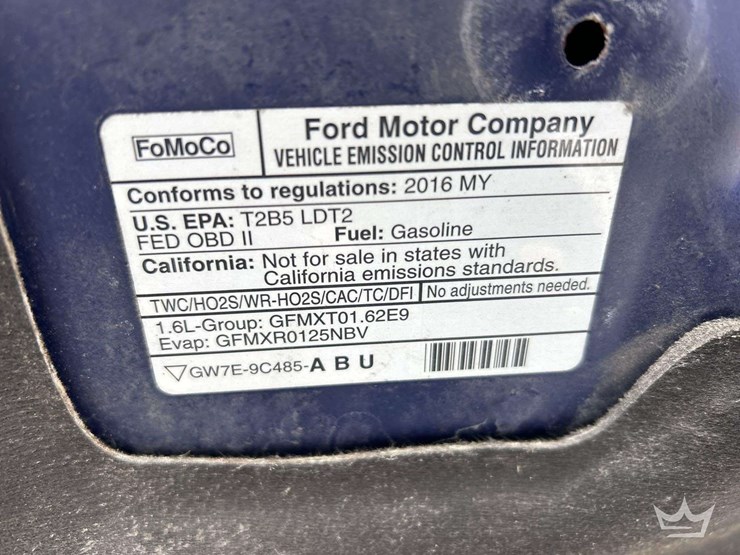 FoMoCo
Ford Motor Company
VEHICLE EMISSION CONTROL INFORMATION
Conforms to regulations: 2016 MY
U.S. EPA: T2B5 LDT2
FED OBD II Fuel: Gasoline
California: Not for sale in states with
California emissions standards.
TWC/HO2S/WR-HO2S/CAC/TC/DFI No adjustments needed.
1.6L-Group: GFMXT01.62E9
Evap: GFMXR0125NBV
▽GW7E-9C485-A B U